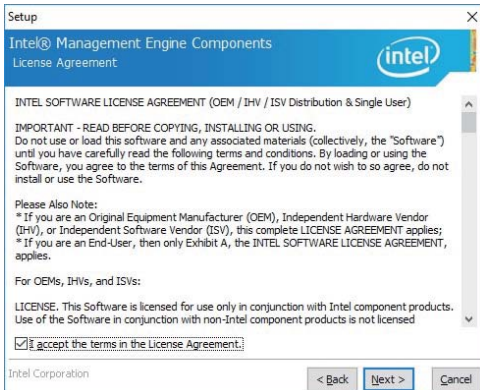 Setup
Intel® Management Engine Components
License Agreement
intel
INTEL SOFTWARE LICENSE AGREEMENT (OEM / IHV / ISV Distribution & Single User)
IMPORTANT - READ BEFORE COPYING, INSTALLING OR USING.
Do not use or load this software and any associated materials (collectively, the "Software")
until you have carefully read the following terms and conditions. By loading or using the
Software, you agree to the terms of this Agreement. If you do not wish to so agree, do not
install or use the Software.
Please Also Note:
* If you are an Original Equipment Manufacturer (OEM), Independent Hardware Vendor
(IHV), or Independent Software Vendor (ISV), this complete LICENSE AGREEMENT applies;
* If you are an End-User, then only Exhibit A, the INTEL SOFTWARE LICENSE AGREEMENT,
applies.
For OEMs, IHVs, and ISVs:
LICENSE. This Software is licensed for use only in conjunction with Intel component products.
Use of the Software in conjunction with non-Intel component products is not licensed
I accept the terms in the License Agreement.
Intel Corporation
< Back Next > Cancel